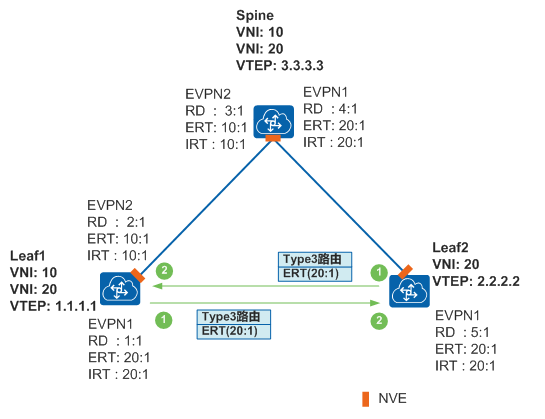 Spine
VNI: 10
VNI: 20
VTEP: 3.3.3.3
EVPN2
RD : 3:1
ERT: 10:1
IRT : 10:1
EVPN1
RD : 4:1
ERT: 20:1
IRT : 20:1
EVPN2
RD : 2:1
ERT: 10:1
IRT : 10:1
Leaf1
VNI: 10
VNI: 20
VTEP: 1.1.1.1
EVPN1
RD : 1:1
ERT: 20:1
IRT : 20:1
2
Type3路由
ERT(20:1)
1
1
Type3路由
ERT(20:1)
2
Leaf2
VNI: 20
VTEP: 2.2.2.2
EVPN1
RD : 5:1
ERT: 20:1
IRT : 20:1
NVE